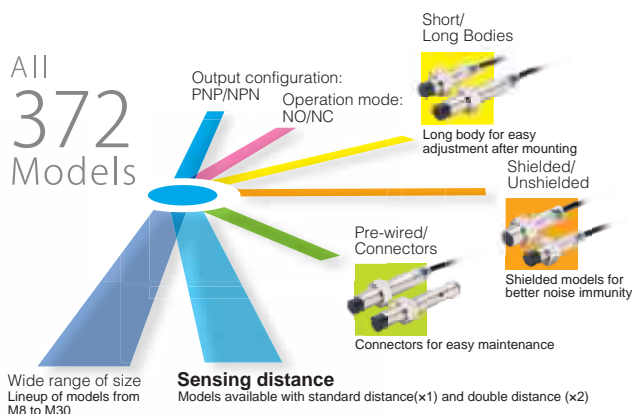 All
372
Models
Output configuration:
PNP/NPN
Operation mode:
NO/NC
Short/
Long Bodies
Long body for easy
adjustment after mounting
Shielded/
Unshielded
Shielded models for
better noise immunity
Pre-wired/
Connectors
Connectors for easy maintenance
Wide range of size
Lineup of models from
M8 to M30
Sensing distance
Models available with standard distance(×1) and double distance (×2)